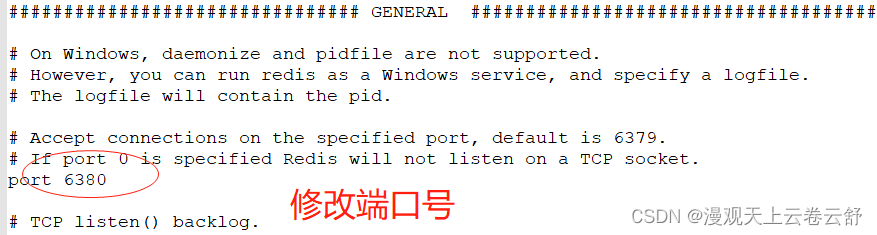 ################################ GENERAL  #####################################
# On Windows, daemonize and pidfile are not supported.
# However, you can run redis as a Windows service, and specify a logfile.
# The logfile will contain the pid.
# Accept connections on the specified port, default is 6379.
# If port 0 is specified Redis will not listen on a TCP socket.
port 6380
修改端口号
# TCP listen() backlog.
CSDN @漫观天上云卷云舒